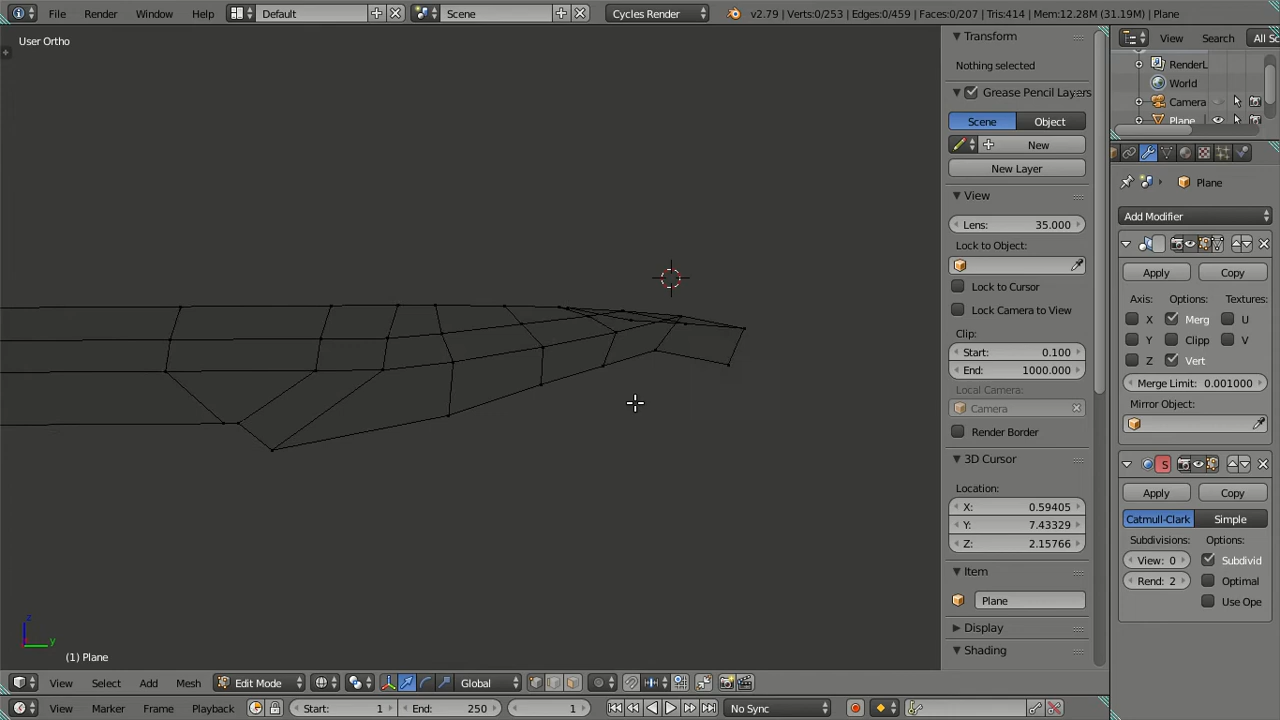 File Render Window Help Default Scene Cycles Render v2.79 | Verts:0/253 | Edges:0/459 | Faces:0/207 | Tris:414 | Mem:12.28M (31.19M) | Plane
User Ortho
Transform
Nothing selected
Grease Pencil Layers
Scene Object
New
New Layer
View
Lens: 35.000
Lock to Object:
Lock to Cursor
Lock Camera to View
Clip:
Start: 0.100
End: 1000.000
Local Camera:
Camera
Render Border
3D Cursor
Location:
X: 0.59405
Y: 7.43329
Z: 2.15766
Item
Plane
Display
Shading
View Search All Sc
RenderL
World
Camera
Plane
Plane
Add Modifier
Apply Copy
Axis: Options: Textures:
X Merg U
Y Clipp V
Z Vert
Merge Limit: 0.001000
Mirror Object:
S
Apply Copy
Catmull-Clark Simple
Subdivisions: Options:
View: 0 Subdivid
Rend: 2 Optimal
Use Ope
z
y
(1) Plane
View Select Add Mesh Edit Mode Global
View Marker Frame Playback Start: 1 End: 250 1 No Sync